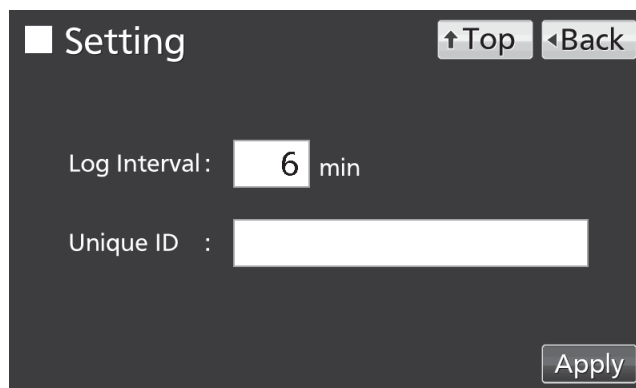 Setting
↑Top
◂Back
Log Interval: 6 min
Unique ID :
Apply